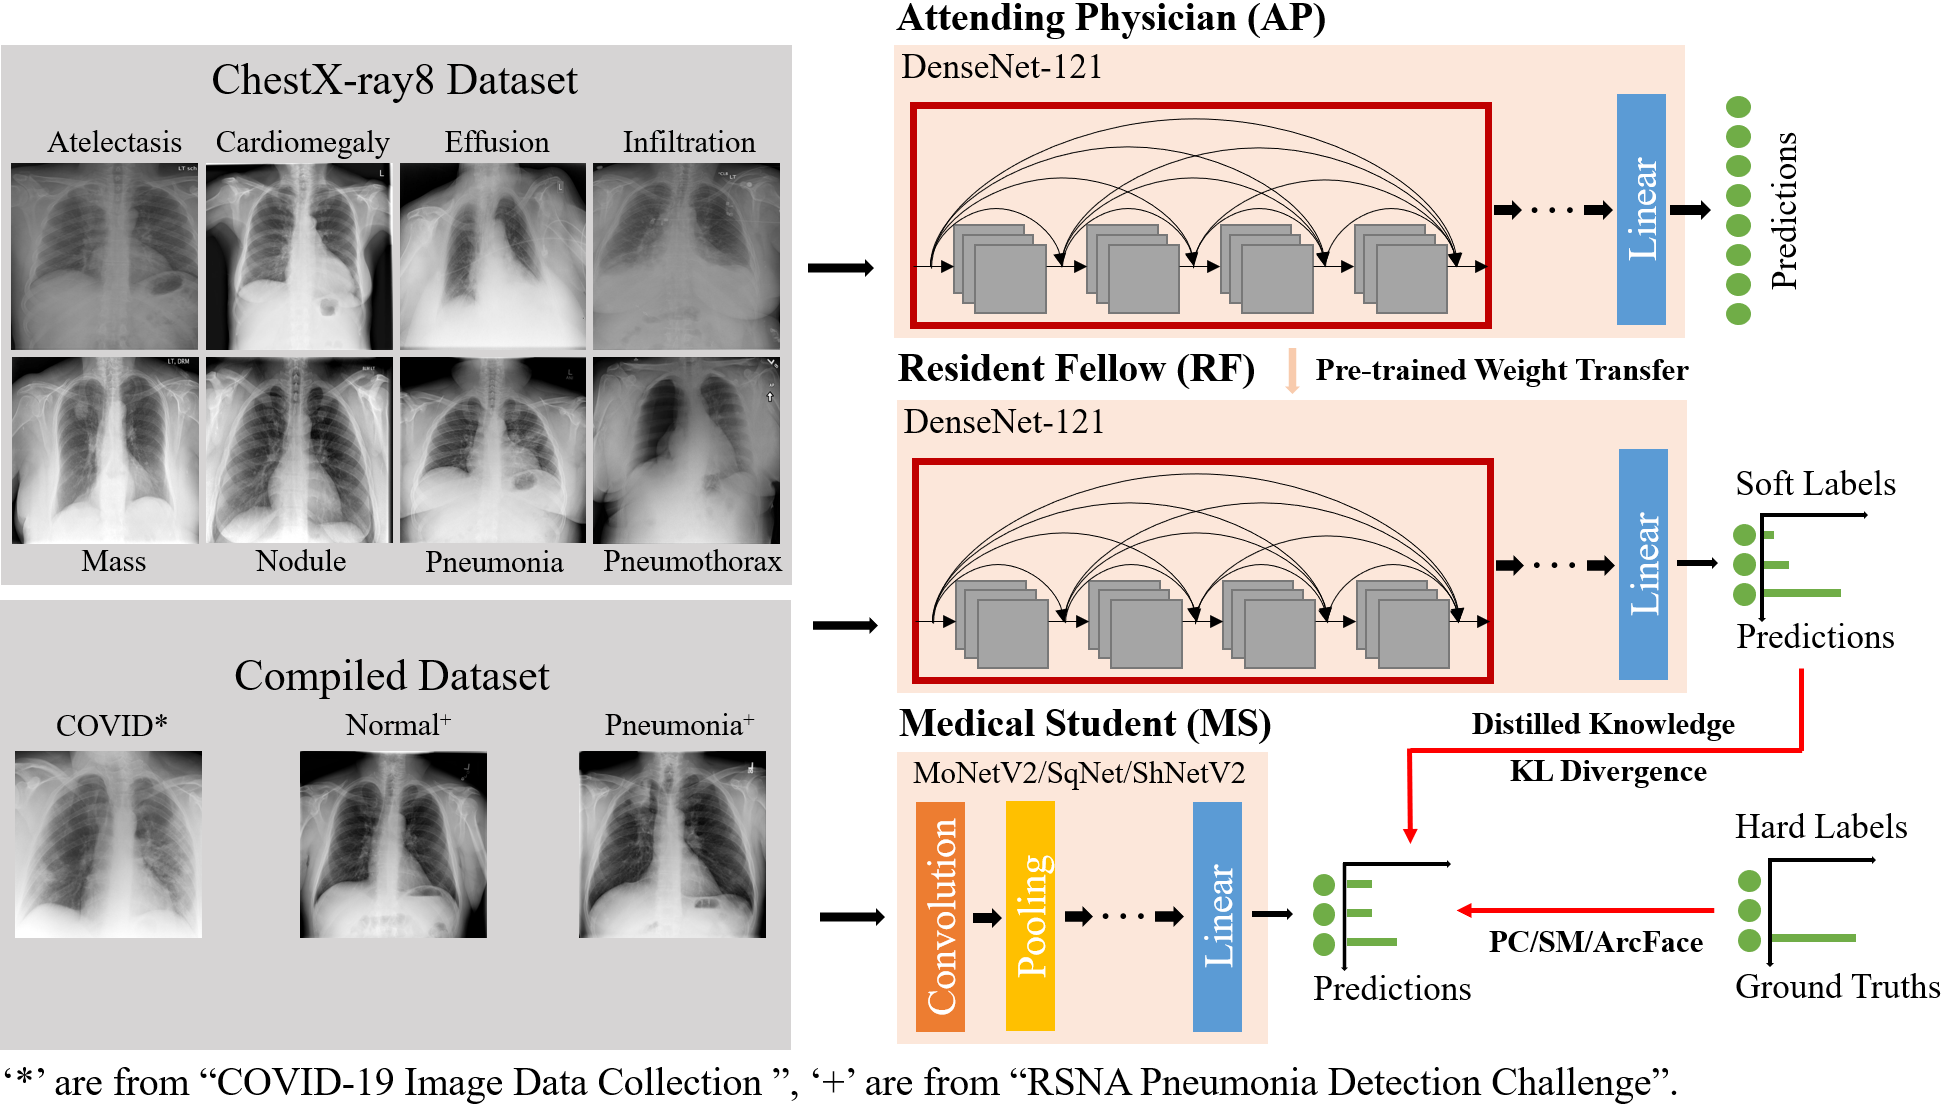 Attending Physician (AP)
ChestX-ray8 Dataset
Atelectasis Cardiomegaly Effusion Infiltration
Mass Nodule Pneumonia Pneumothorax
DenseNet-121
Linear
Predictions
Resident Fellow (RF)
Pre-trained Weight Transfer
DenseNet-121
Linear
Soft Labels
Predictions
Compiled Dataset
COVID* Normal+ Pneumonia+
Medical Student (MS)
MoNetV2/SqNet/ShNetV2
Convolution
Pooling
Linear
Predictions
Distilled Knowledge
KL Divergence
Hard Labels
PC/SM/ArcFace
Ground Truths
‘*’ are from “COVID-19 Image Data Collection ”, ‘+’ are from “RSNA Pneumonia Detection Challenge”.